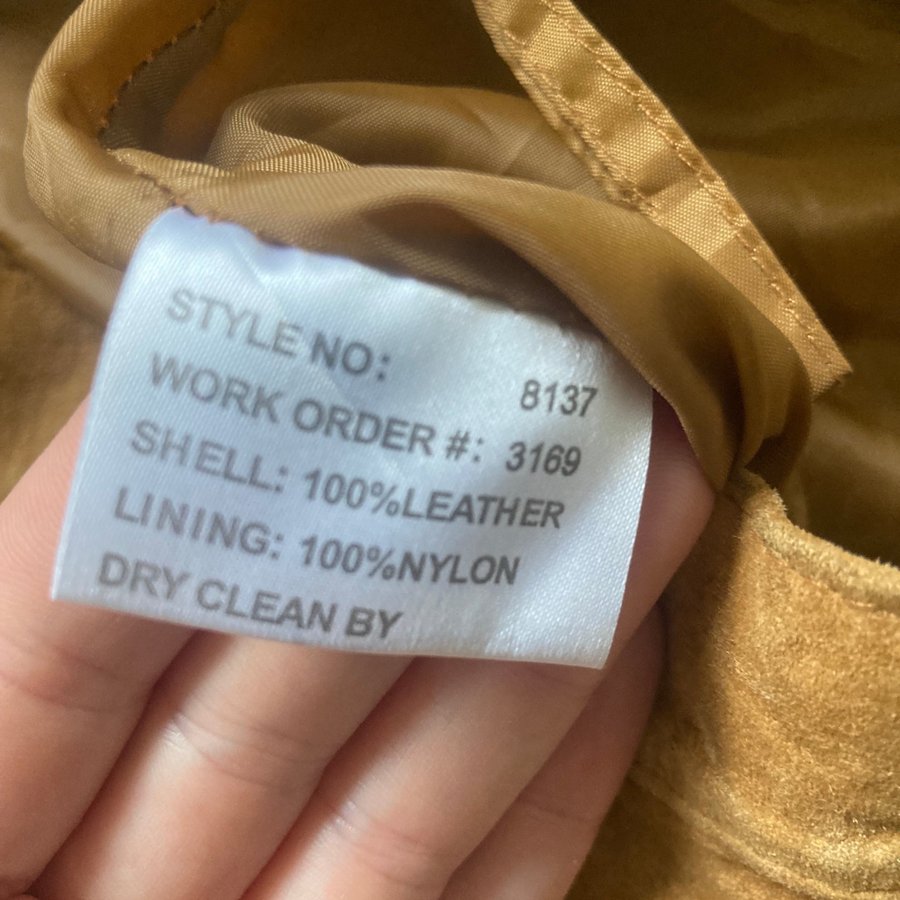 STYLE NO: 8137
WORK ORDER #: 3169
SHELL: 100%LEATHER
LINING: 100%NYLON
DRY CLEAN BY